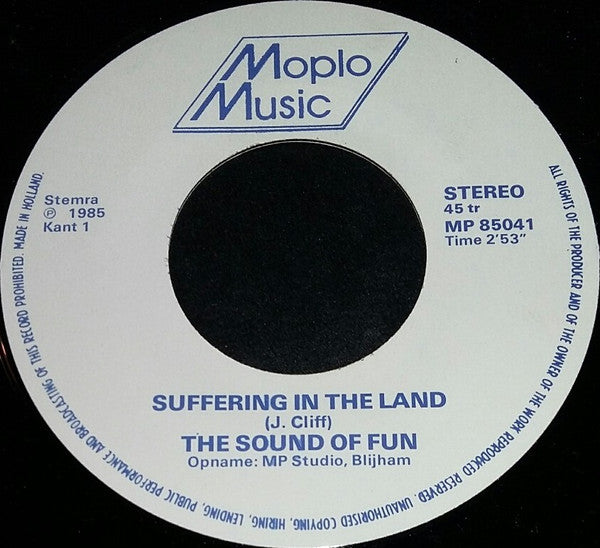 Moplo
Music
Stemra
℗ 1985
Kant 1
STEREO
45 tr
MP 85041
Time 2'53"
SUFFERING IN THE LAND
(J. Cliff)
THE SOUND OF FUN
Opname: MP Studio, Blijham
ALL RIGHTS OF THE PRODUCER AND OF THE OWNER OF THE WORK REPRODUCED RESERVED. UNAUTHORISED COPYING, HIRING, LENDING, PUBLIC PERFORMANCE AND BROADCASTING OF THIS RECORD PROHIBITED. MADE IN HOLLAND.